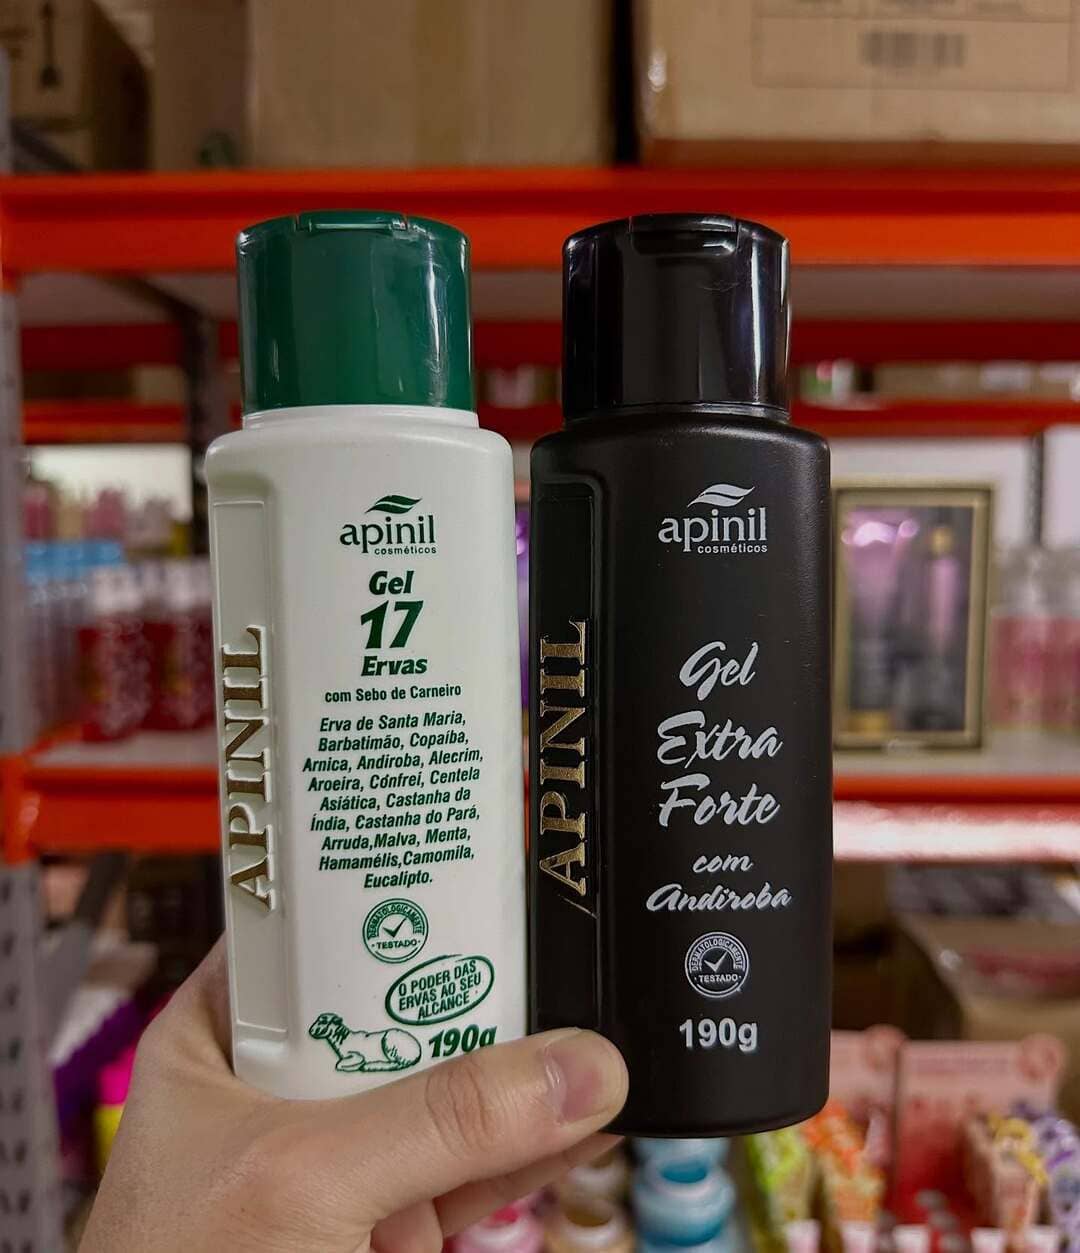 apinil
cosméticos
Gel
17
Ervas
com Sebo de Carneiro
Erva de Santa Maria,
Barbatimão, Copaíba,
Arnica, Andiroba, Alecrim,
Aroeira, Cónfrei, Centela
Asiática, Castanha da
Índia, Castanha do Pará,
Arruda,Malva, Menta,
Hamamélis,Camomila,
Eucalipto.
DERMATOLOGICAMENTE
TESTADO
O PODER DAS
ERVAS AO SEU
ALCANCE
190g
APINIL
apinil
cosméticos
Gel
Extra
Forte
com
Andiroba
DERMATOLOGICAMENTE
TESTADO
190g
APINIL